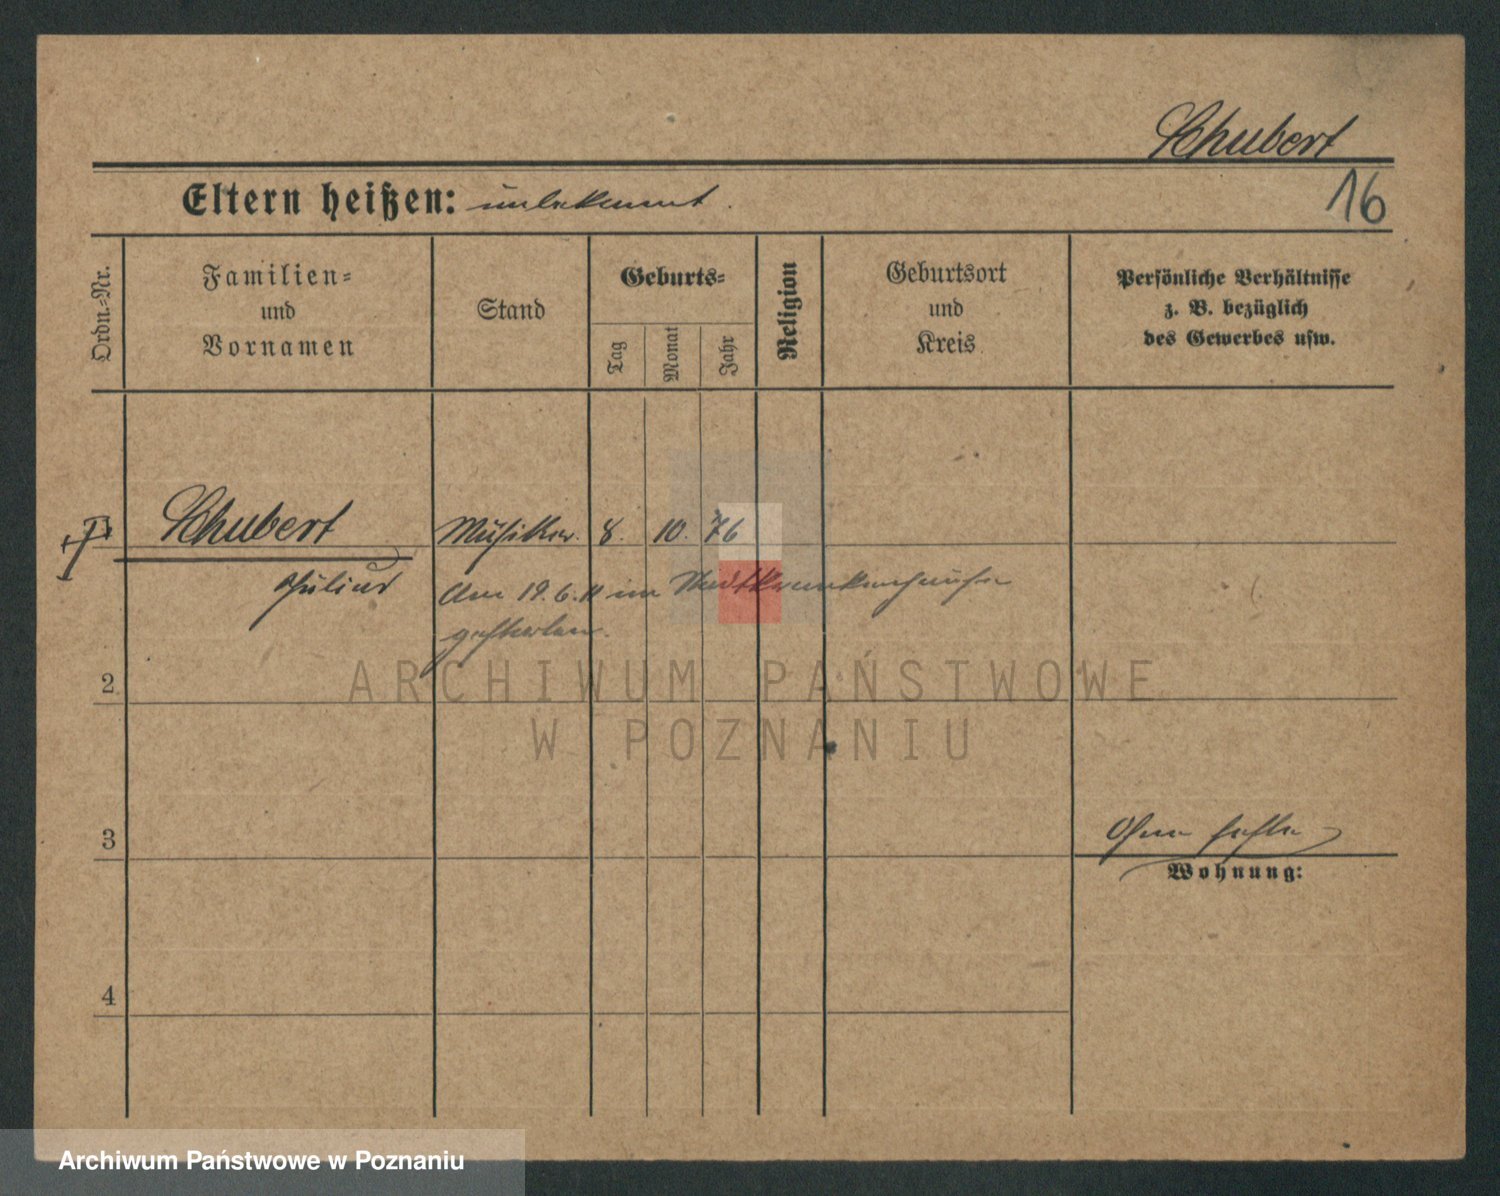 Schubert
Eltern heißen: unbekannt.
16
Ordn.-Nr.
Familien-
und
Vornamen
Stand
Geburts-
Tag
Monat
Jahr
Religion
Geburtsort
und
Kreis
Persönliche Verhältnisse
z. B. bezüglich
des Gewerbes usw.
Schubert Musiker. 8. 10. 76
Julius Am 19. 6. 11 im Stadtkrankenhause
gestorben.
2
ARCHIWUM PAŃSTWOWE
W POZNANIU
3
Ohne
Wohnung:
4
Archiwum Państwowe w Poznaniu